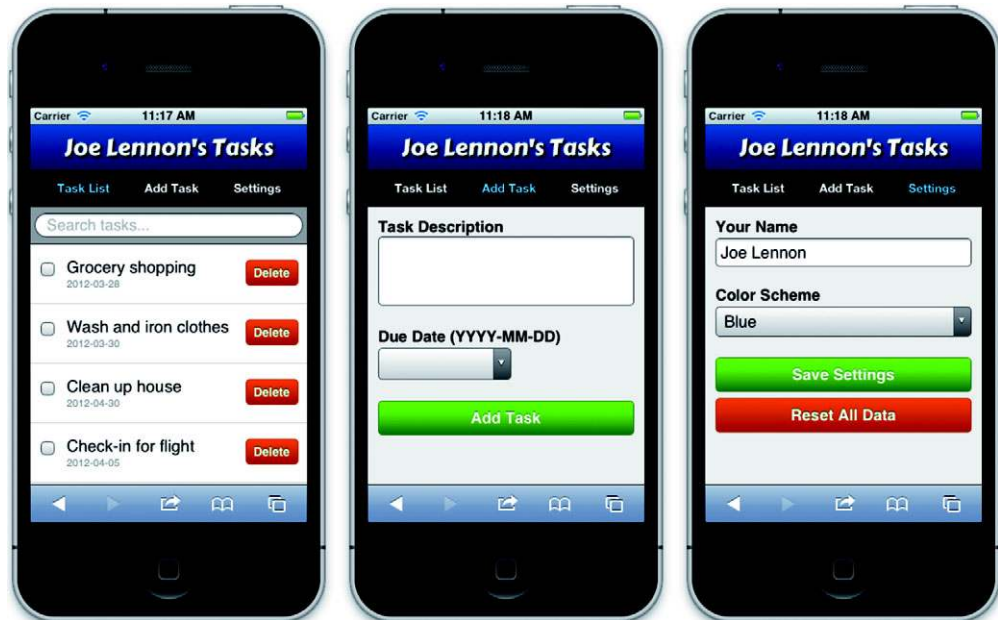 Carrier 11:17 AM
Joe Lennon's Tasks
Task List Add Task Settings
Search tasks...
Grocery shopping Delete
2012-03-28
Wash and iron clothes Delete
2012-03-30
Clean up house Delete
2012-04-30
Check-in for flight Delete
2012-04-05
Carrier 11:18 AM
Joe Lennon's Tasks
Task List Add Task Settings
Task Description
Due Date (YYYY-MM-DD)
Add Task
Carrier 11:18 AM
Joe Lennon's Tasks
Task List Add Task Settings
Your Name
Joe Lennon
Color Scheme
Blue
Save Settings
Reset All Data